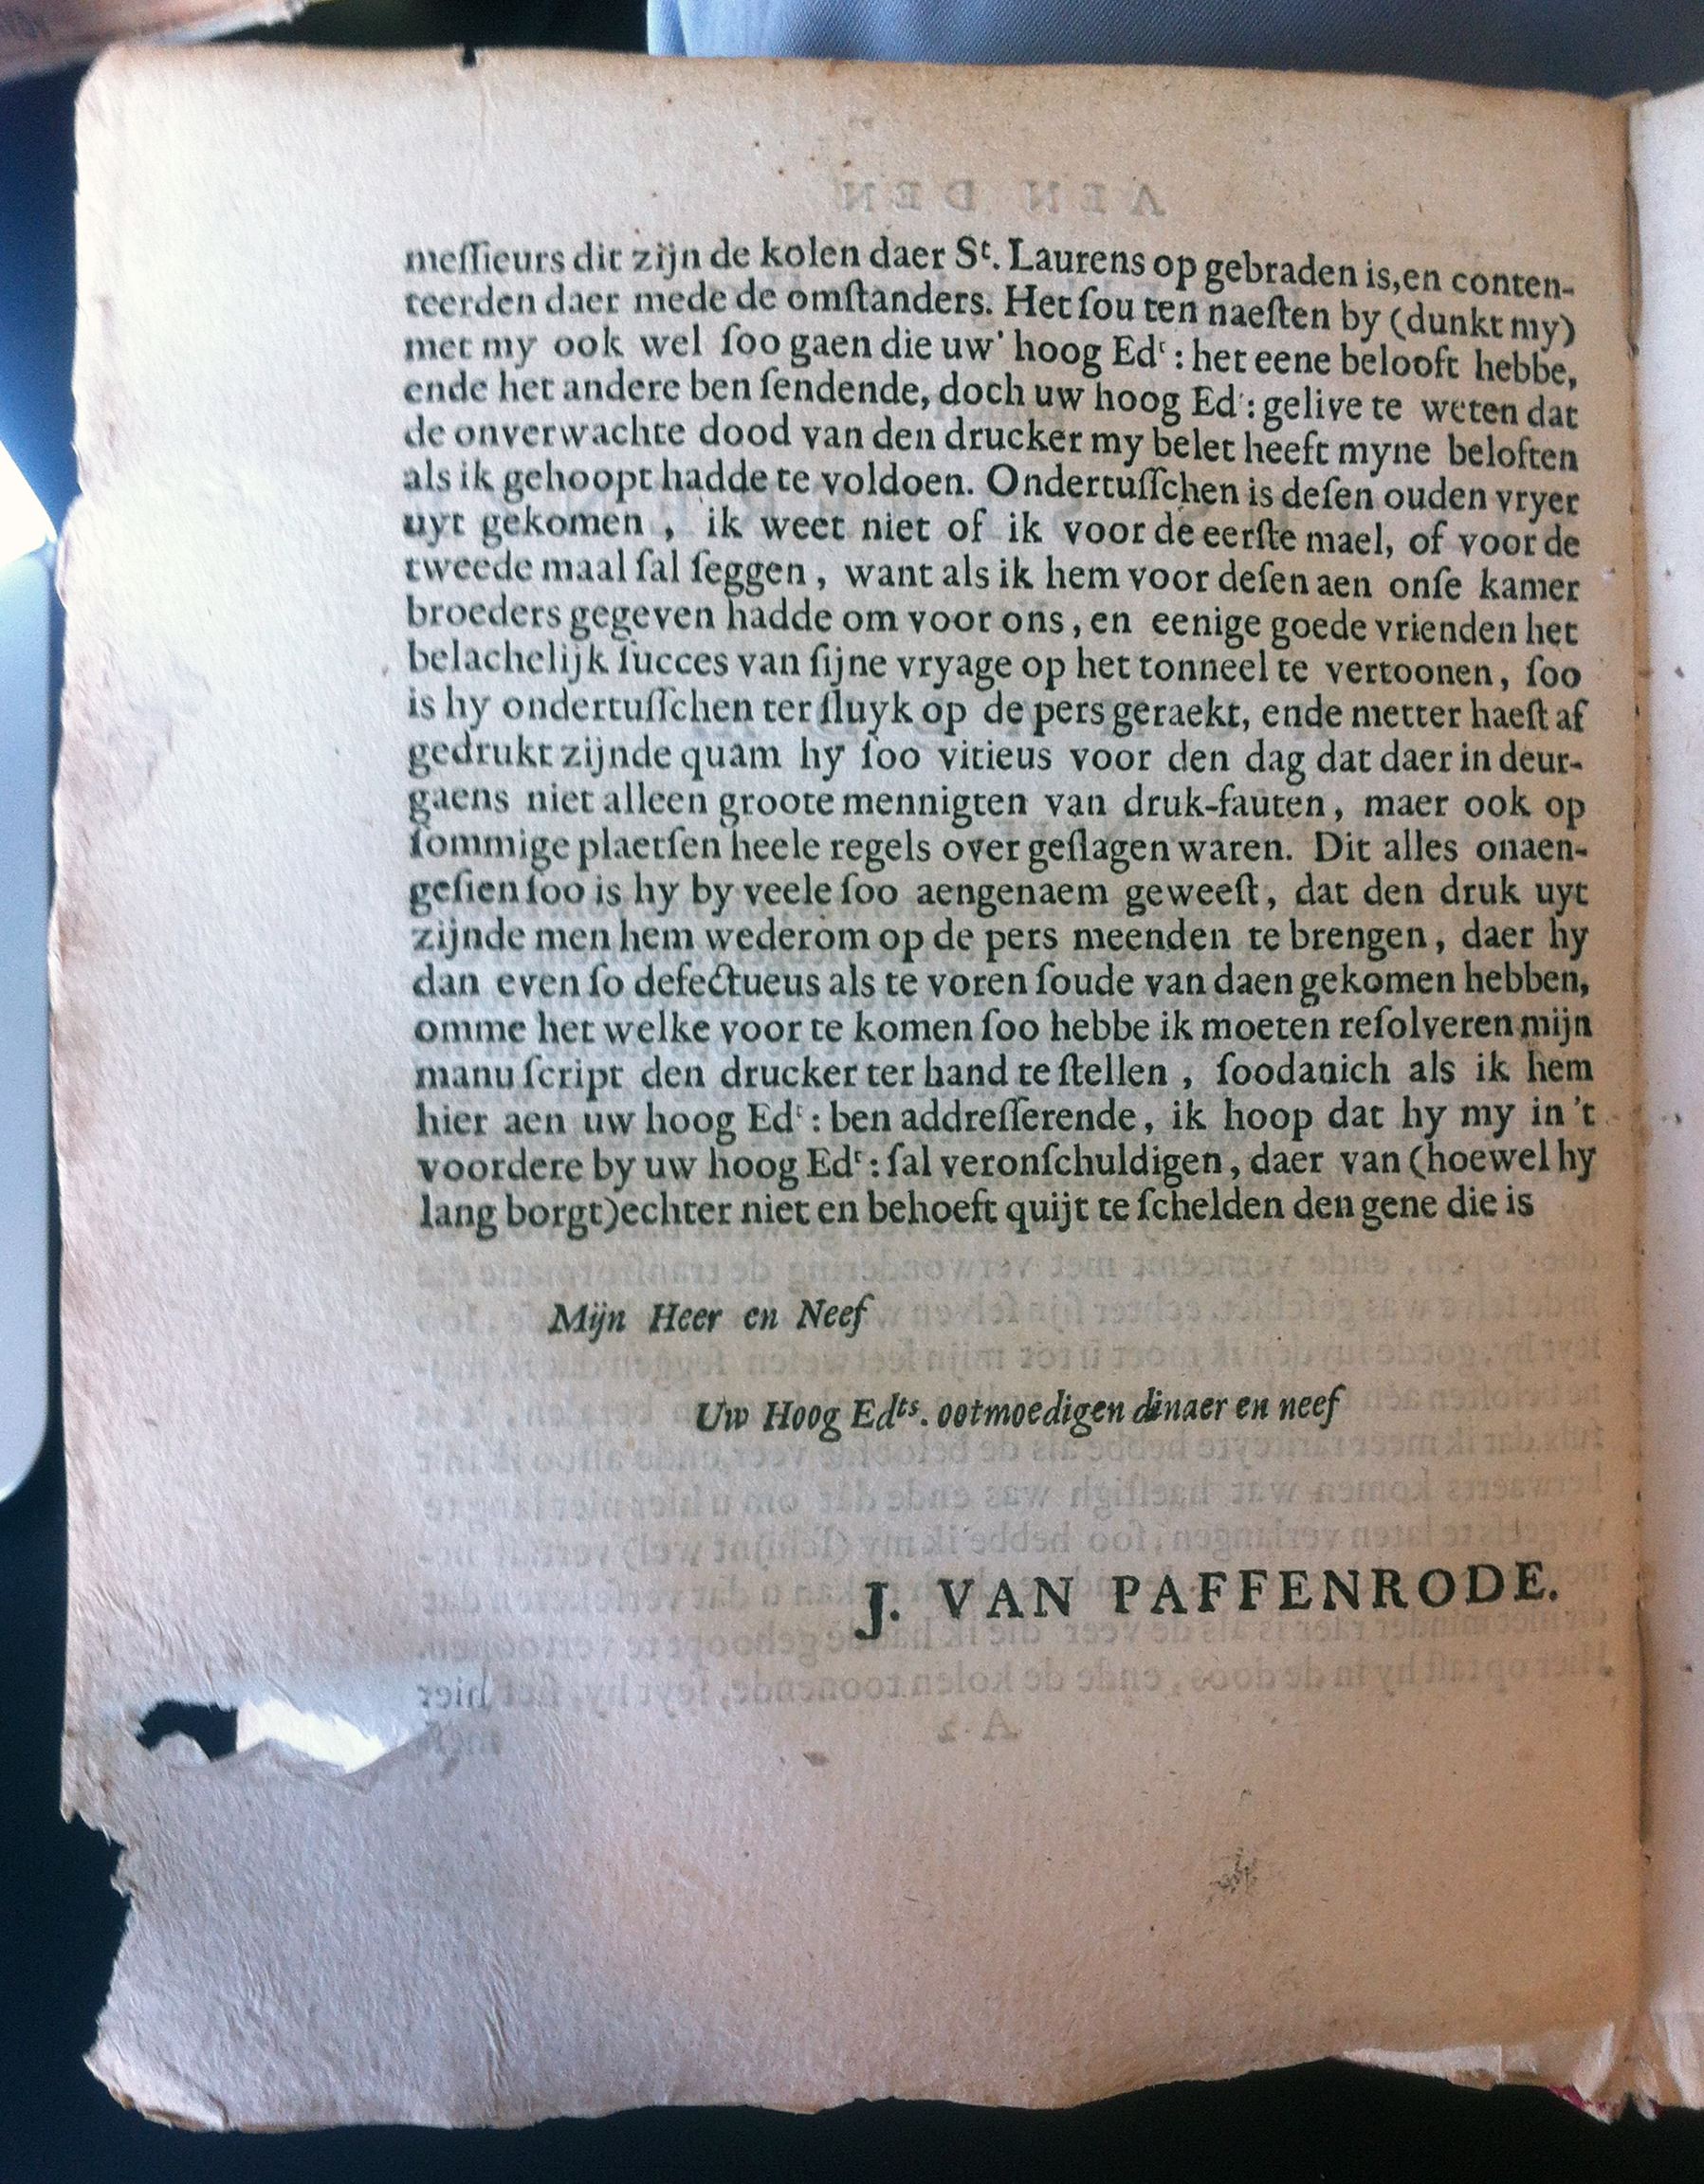 meſſieurs dit zijn de kolen daer Sᵗ. Laurens op gebraden is, en conten-
teerden daer mede de omſtanders. Het ſou ten naeſten by (dunkt my)
met my ook wel ſoo gaen die uw' hoog Edᵗ: het eene belooft hebbe,
ende het andere ben ſendende, doch uw hoog Edᵗ: gelive te weten dat
de onverwachte dood van den drucker my belet heeft myne beloften
als ik gehoopt hadde te voldoen. Ondertuſſchen is deſen ouden vryer
uyt gekomen , ik weet niet of ik voor de eerſte mael, of voor de
tweede maal ſal ſeggen , want als ik hem voor deſen aen onſe kamer
broeders gegeven hadde om voor ons, en eenige goede vrienden het
belachelijk ſucces van ſijne vryage op het tonneel te vertoonen, ſoo
is hy ondertuſſchen ter ſluyk op de pers geraekt, ende metter haeſt af
gedrukt zijnde quam hy ſoo vitieus voor den dag dat daer in deur-
gaens niet alleen groote mennigten van druk-fauten, maer ook op
ſommige plaetſen heele regels over geſlagen waren. Dit alles onaen-
geſien ſoo is hy by veele ſoo aengenaem geweeſt, dat den druk uyt
zijnde men hem wederom op de pers meenden te brengen, daer hy
dan even ſo defectueus als te voren ſoude van daen gekomen hebben,
omme het welke voor te komen ſoo hebbe ik moeten reſolveren mijn
manu ſcript den drucker ter hand te ſtellen , ſoodanich als ik hem
hier aen uw hoog Edᵗ: ben addreſſerende, ik hoop dat hy my in 't
voordere by uw hoog Edᵗ: ſal veronſchuldigen, daer van (hoewel hy
lang borgt) echter niet en behoeft quijt te ſchelden den gene die is
Mijn Heer en Neef
Uw Hoog Edᵗˢ. ootmoedigen dinaer en neef
J. VAN PAFFENRODE.